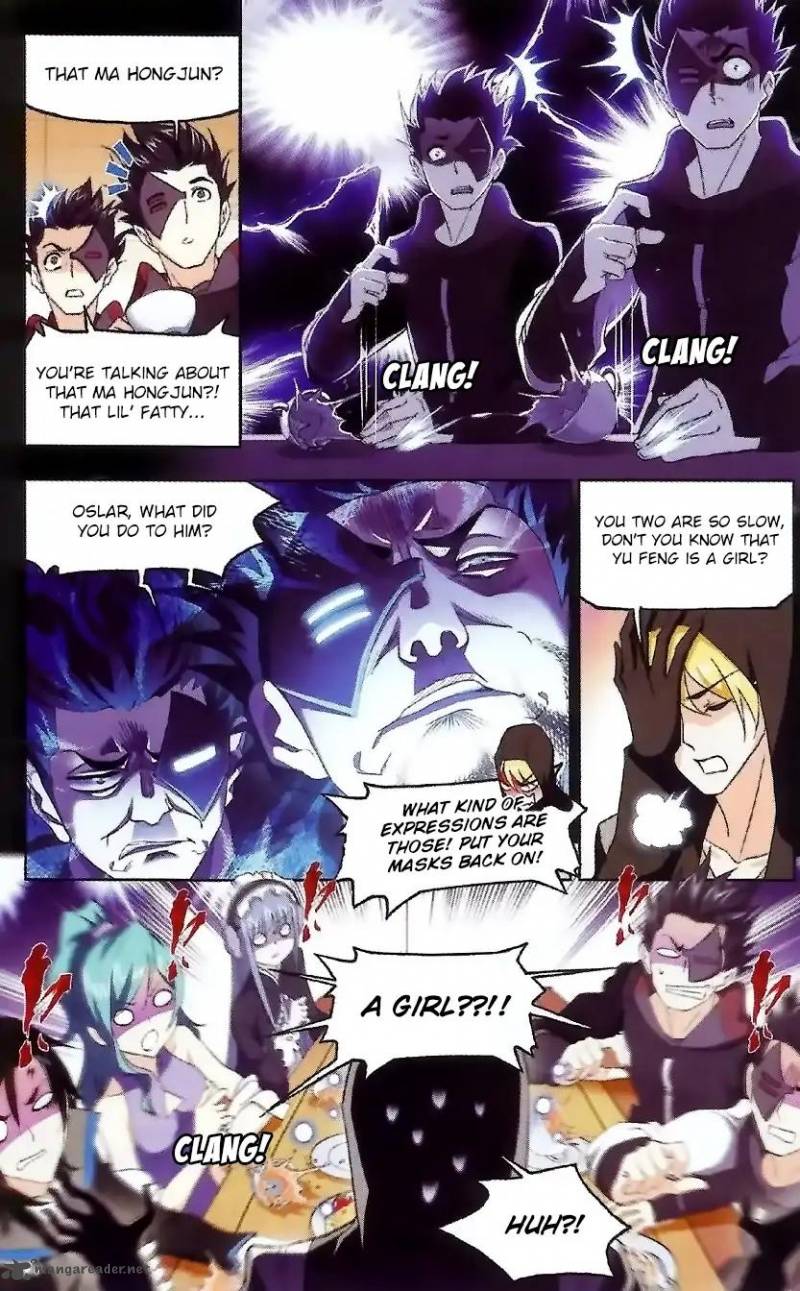 THAT MA HONGJUN?
YOU'RE TALKING ABOUT
THAT MA HONGJUN?!
THAT LIL' FATTY...
CLANG!
CLANG!
OSLAR, WHAT DID
YOU DO TO HIM?
WHAT KIND OF
EXPRESSIONS ARE
THOSE! PUT YOUR
MASKS BACK ON!
YOU TWO ARE SO SLOW,
DON'T YOU KNOW THAT
YU FENG IS A GIRL?
!?
!?
!?
!?
!?
A GIRL??!!
CLANG!
HUH?!
mangareader.net